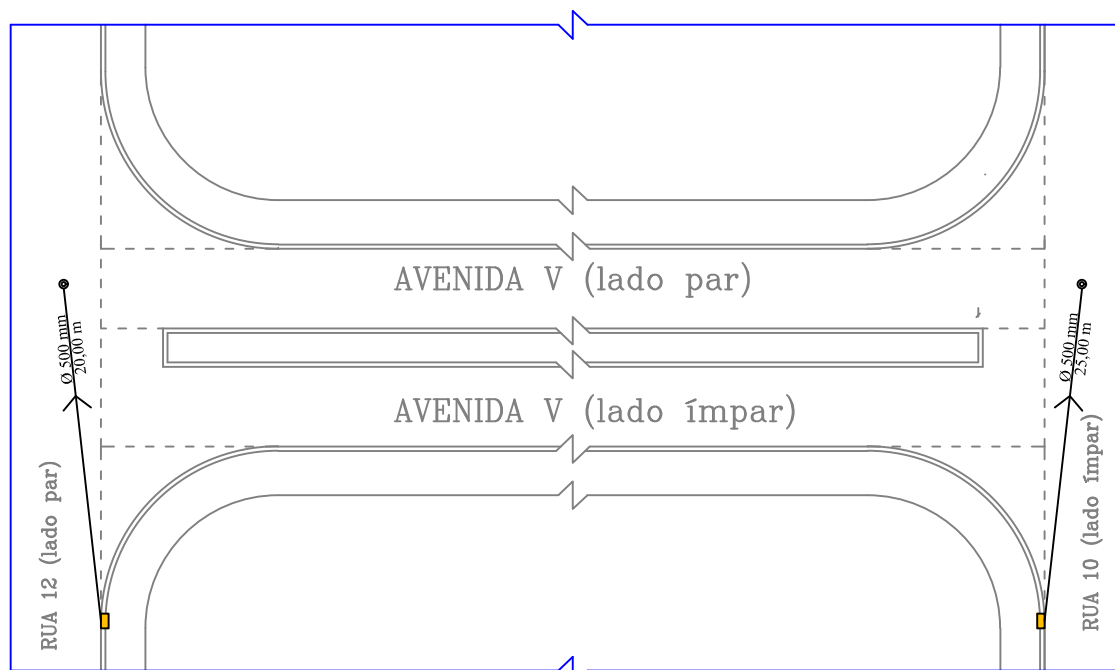 AVENIDA V (lado par)
Ø 500 mm
20,00 m
Ø 500 mm
25,00 m
AVENIDA V (lado ímpar)
RUA 12 (lado par)
RUA 10 (lado ímpar)